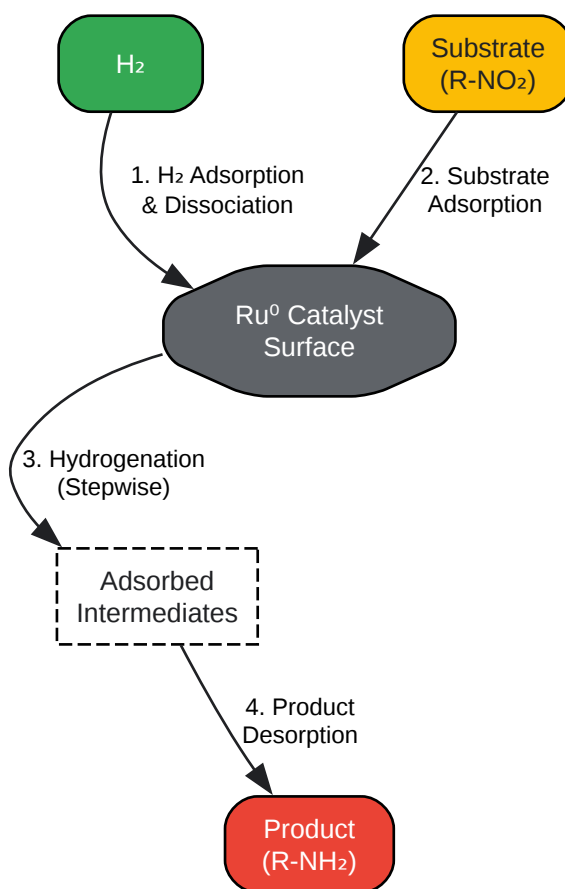 H₂
Substrate
(R-NO₂)
1. H₂ Adsorption
& Dissociation
2. Substrate
Adsorption
Ru⁰ Catalyst
Surface
3. Hydrogenation
(Stepwise)
Adsorbed
Intermediates
4. Product
Desorption
Product
(R-NH₂)